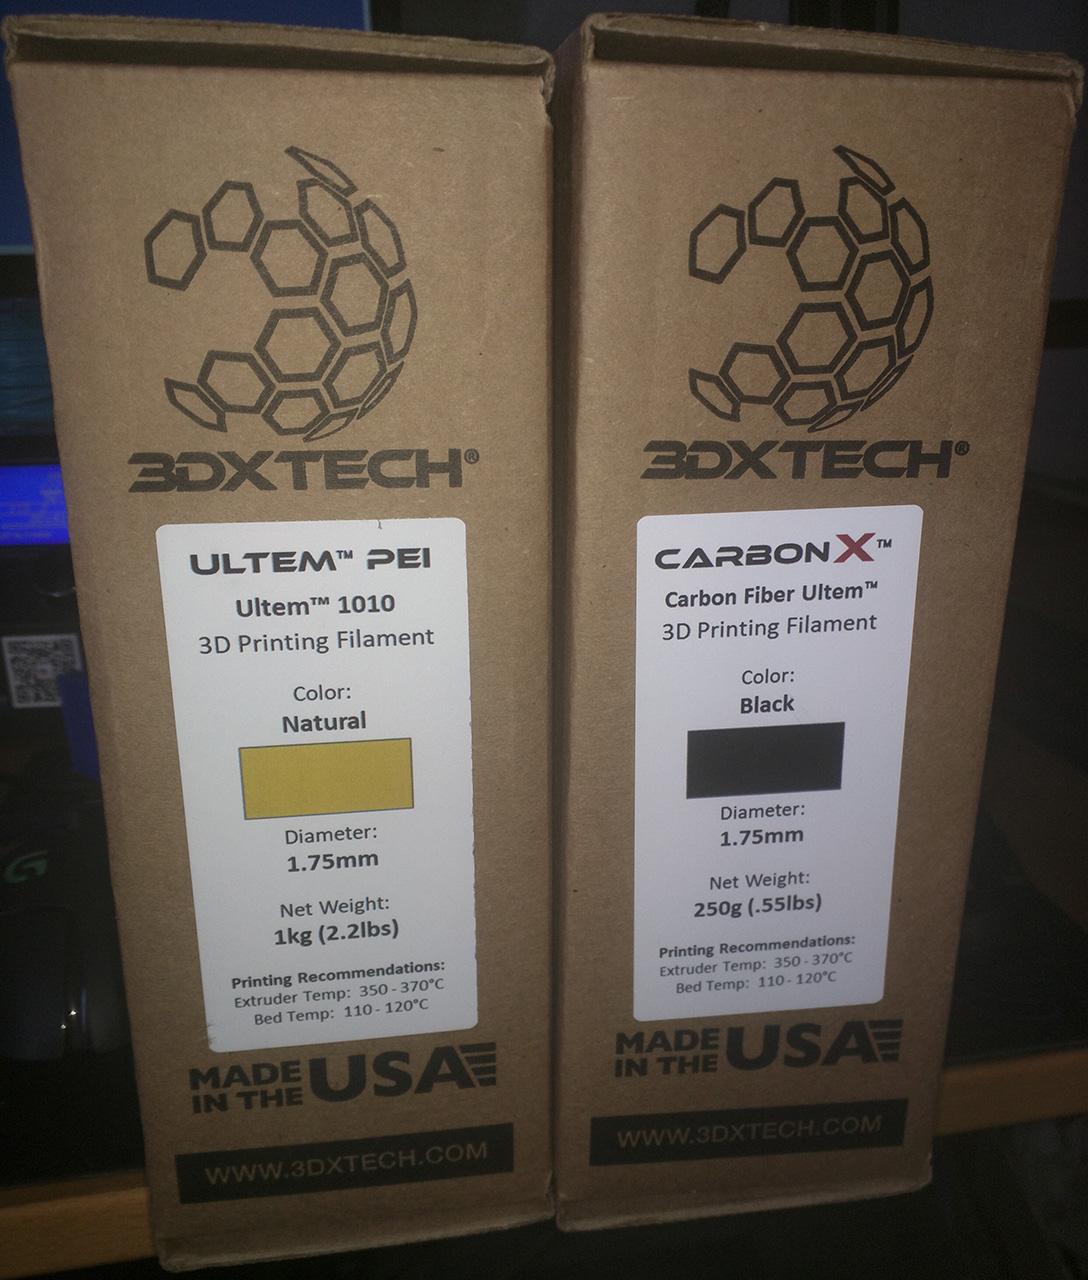 3DXTECH®
ULTEM™ PEI
Ultem™ 1010
3D Printing Filament
Color:
Natural
Diameter:
1.75mm
Net Weight:
1kg (2.2lbs)
Printing Recommendations:
Extruder Temp: 350 - 370°C
Bed Temp: 110 - 120°C
MADE
IN THE
USA
WWW.3DXTECH.COM
3DXTECH®
CARBONX™
Carbon Fiber Ultem™
3D Printing Filament
Color:
Black
Diameter:
1.75mm
Net Weight:
250g (.55lbs)
Printing Recommendations:
Extruder Temp: 350 - 370°C
Bed Temp: 110 - 120°C
MADE
IN THE
USA
WWW.3DXTECH.COM